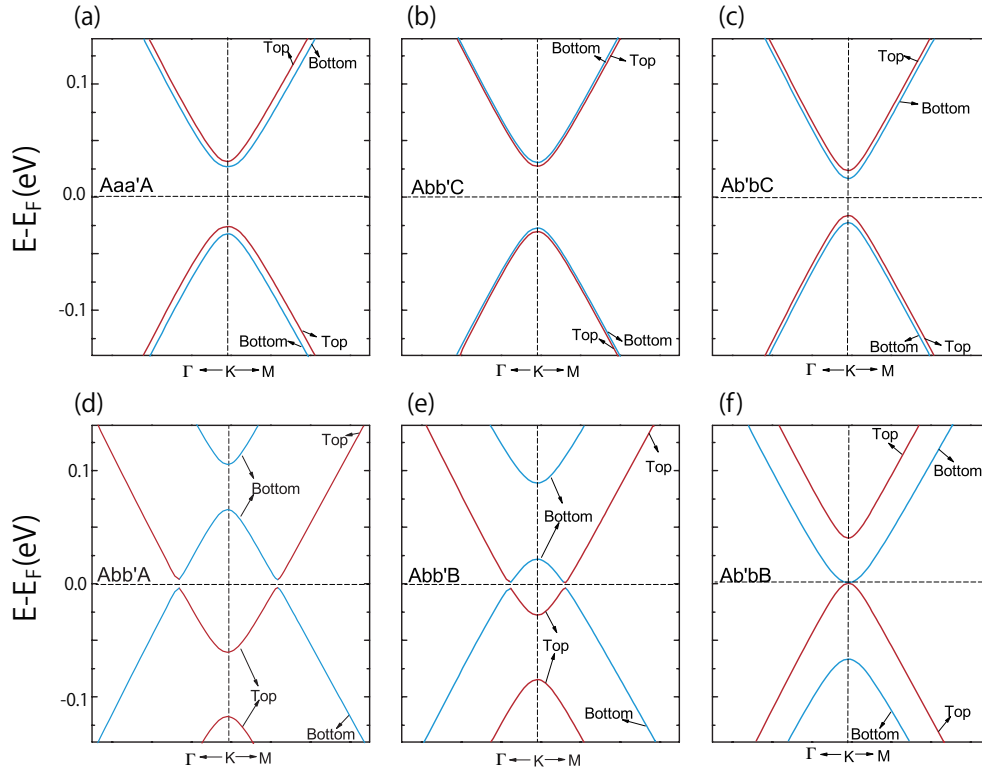 (a)
(b)
(c)
E-E_F(eV)
0.1
0.0
-0.1
Top
Bottom
Aaa'A
Bottom
Top
Γ ← K → M
Bottom
Top
Abb'C
Top
Bottom
Γ ← K → M
Top
Bottom
Ab'bC
Bottom
Top
Γ ← K → M
(d)
(e)
(f)
E-E_F(eV)
0.1
0.0
-0.1
Top
Bottom
Abb'A
Top
Bottom
Γ ← K → M
Top
Bottom
Abb'B
Top
Bottom
Γ ← K → M
Top
Bottom
Ab'bB
Bottom
Top
Γ ← K → M